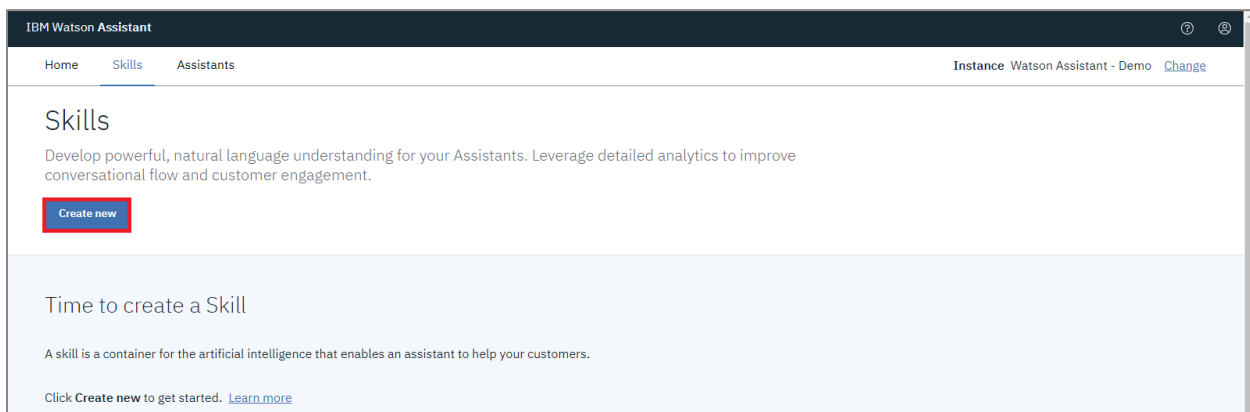 IBM Watson Assistant
Home Skills Assistants Instance Watson Assistant - Demo Change
Skills
Develop powerful, natural language understanding for your Assistants. Leverage detailed analytics to improve
conversational flow and customer engagement.
Create new
Time to create a Skill
A skill is a container for the artificial intelligence that enables an assistant to help your customers.
Click Create new to get started. Learn more